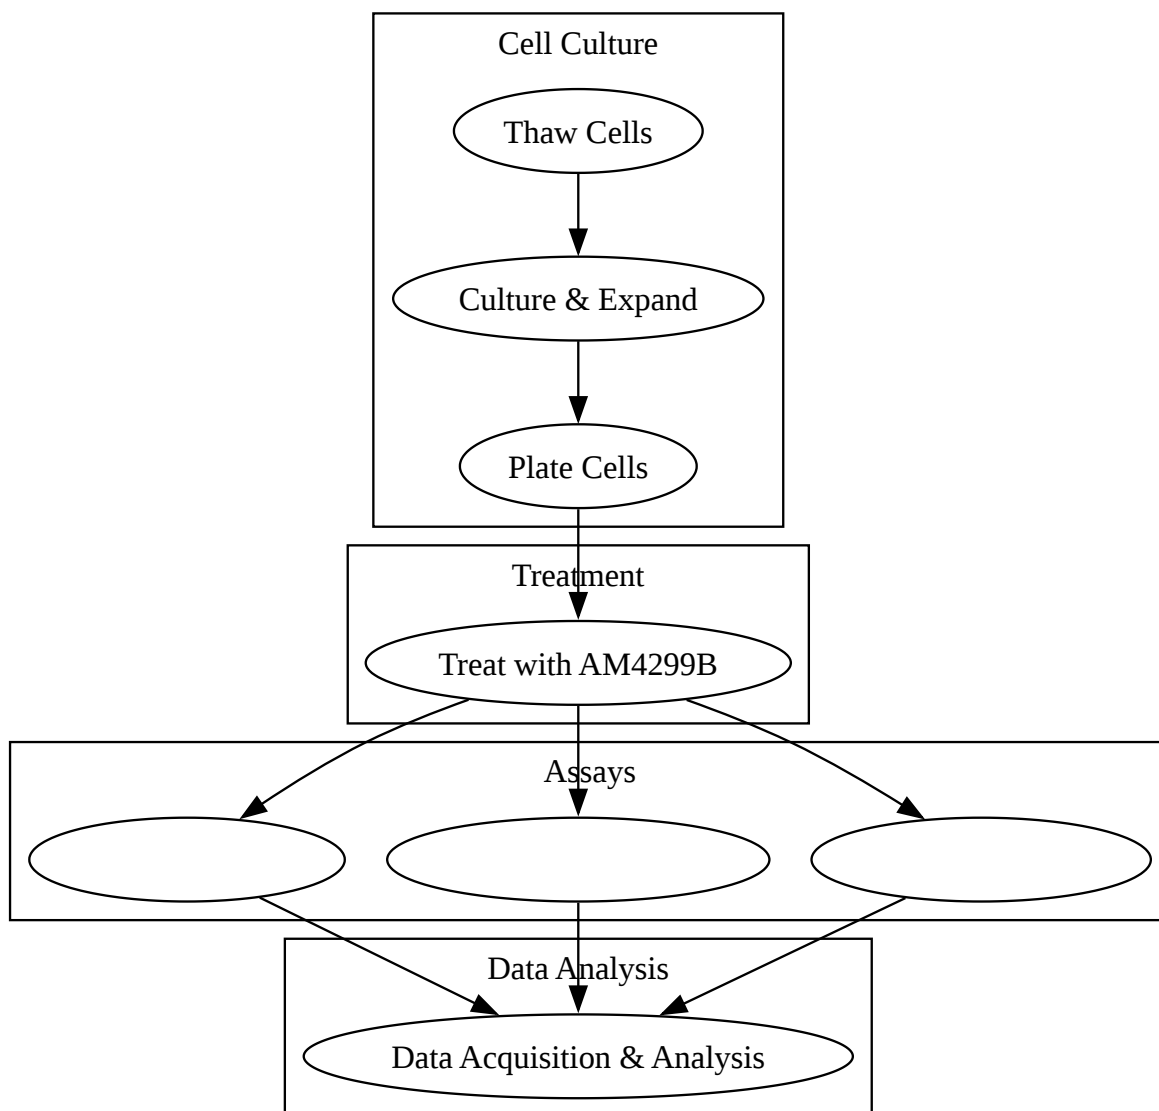 Cell Culture
Thaw Cells
Culture & Expand
Plate Cells
Treatment
Treat with AM4299B
Assays
Data Analysis
Data Acquisition & Analysis